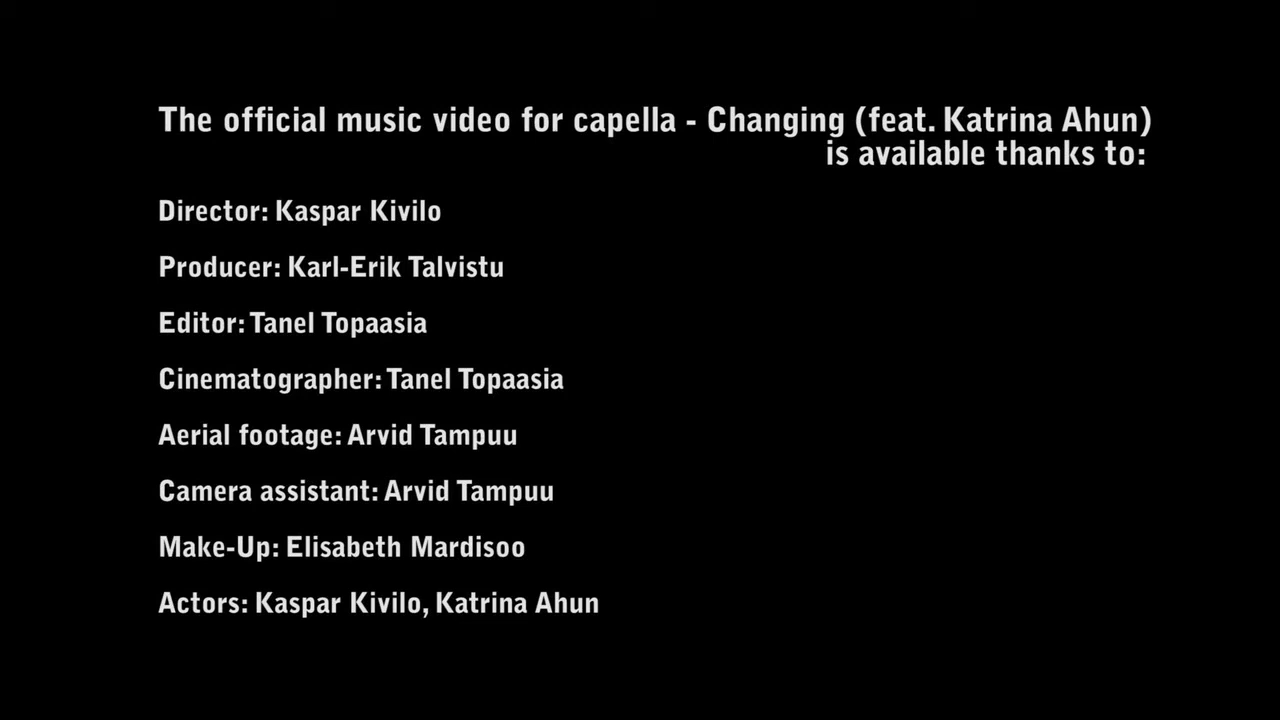 The official music video for capella - Changing (feat. Katrina Ahun)
is available thanks to:
Director: Kaspar Kivilo
Producer: Karl-Erik Talvistu
Editor: Tanel Topaasia
Cinematographer: Tanel Topaasia
Aerial footage: Arvid Tampuu
Camera assistant: Arvid Tampuu
Make-Up: Elisabeth Mardisoo
Actors: Kaspar Kivilo, Katrina Ahun